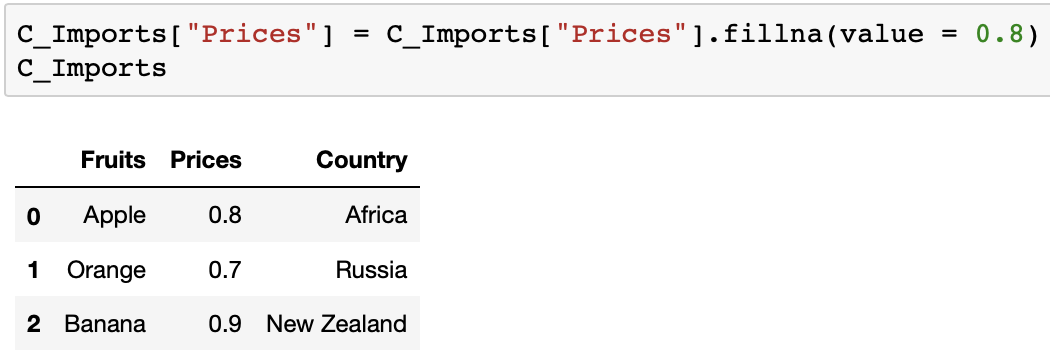 C_Imports["Prices"] = C_Imports["Prices"].fillna(value = 0.8)
C_Imports
Fruits Prices Country
0 Apple 0.8 Africa
1 Orange 0.7 Russia
2 Banana 0.9 New Zealand